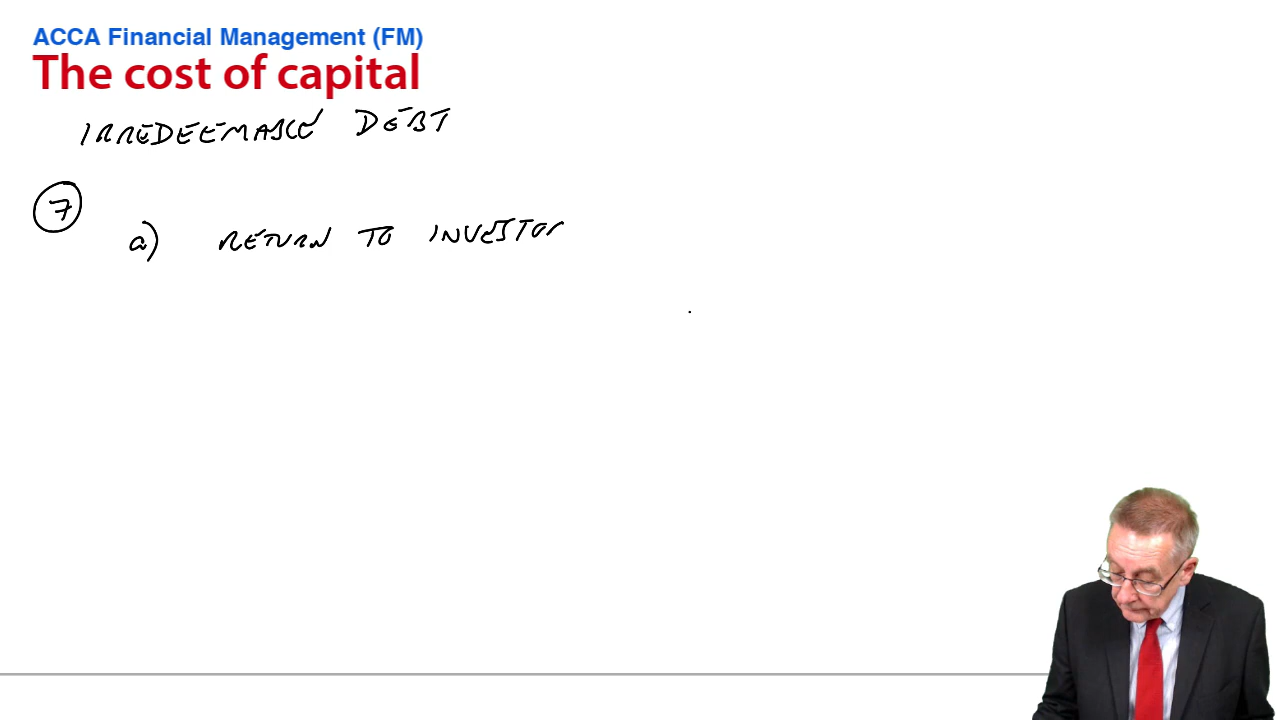 ACCA Financial Management (FM)
The cost of capital
IRREDEEMABLE DEBT
7
a) RETURN TO INVESTOR